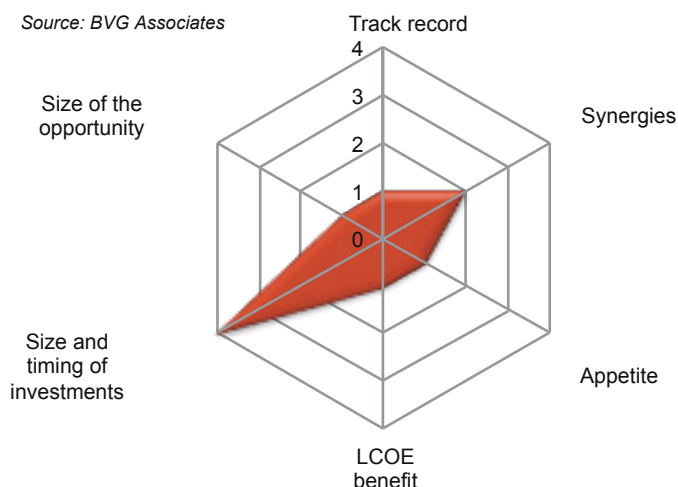 Source: BVG Associates
Track record
4
3
2
1
0
Size of the
opportunity
Synergies
Size and
timing of
investments
Appetite
LCOE
benefit